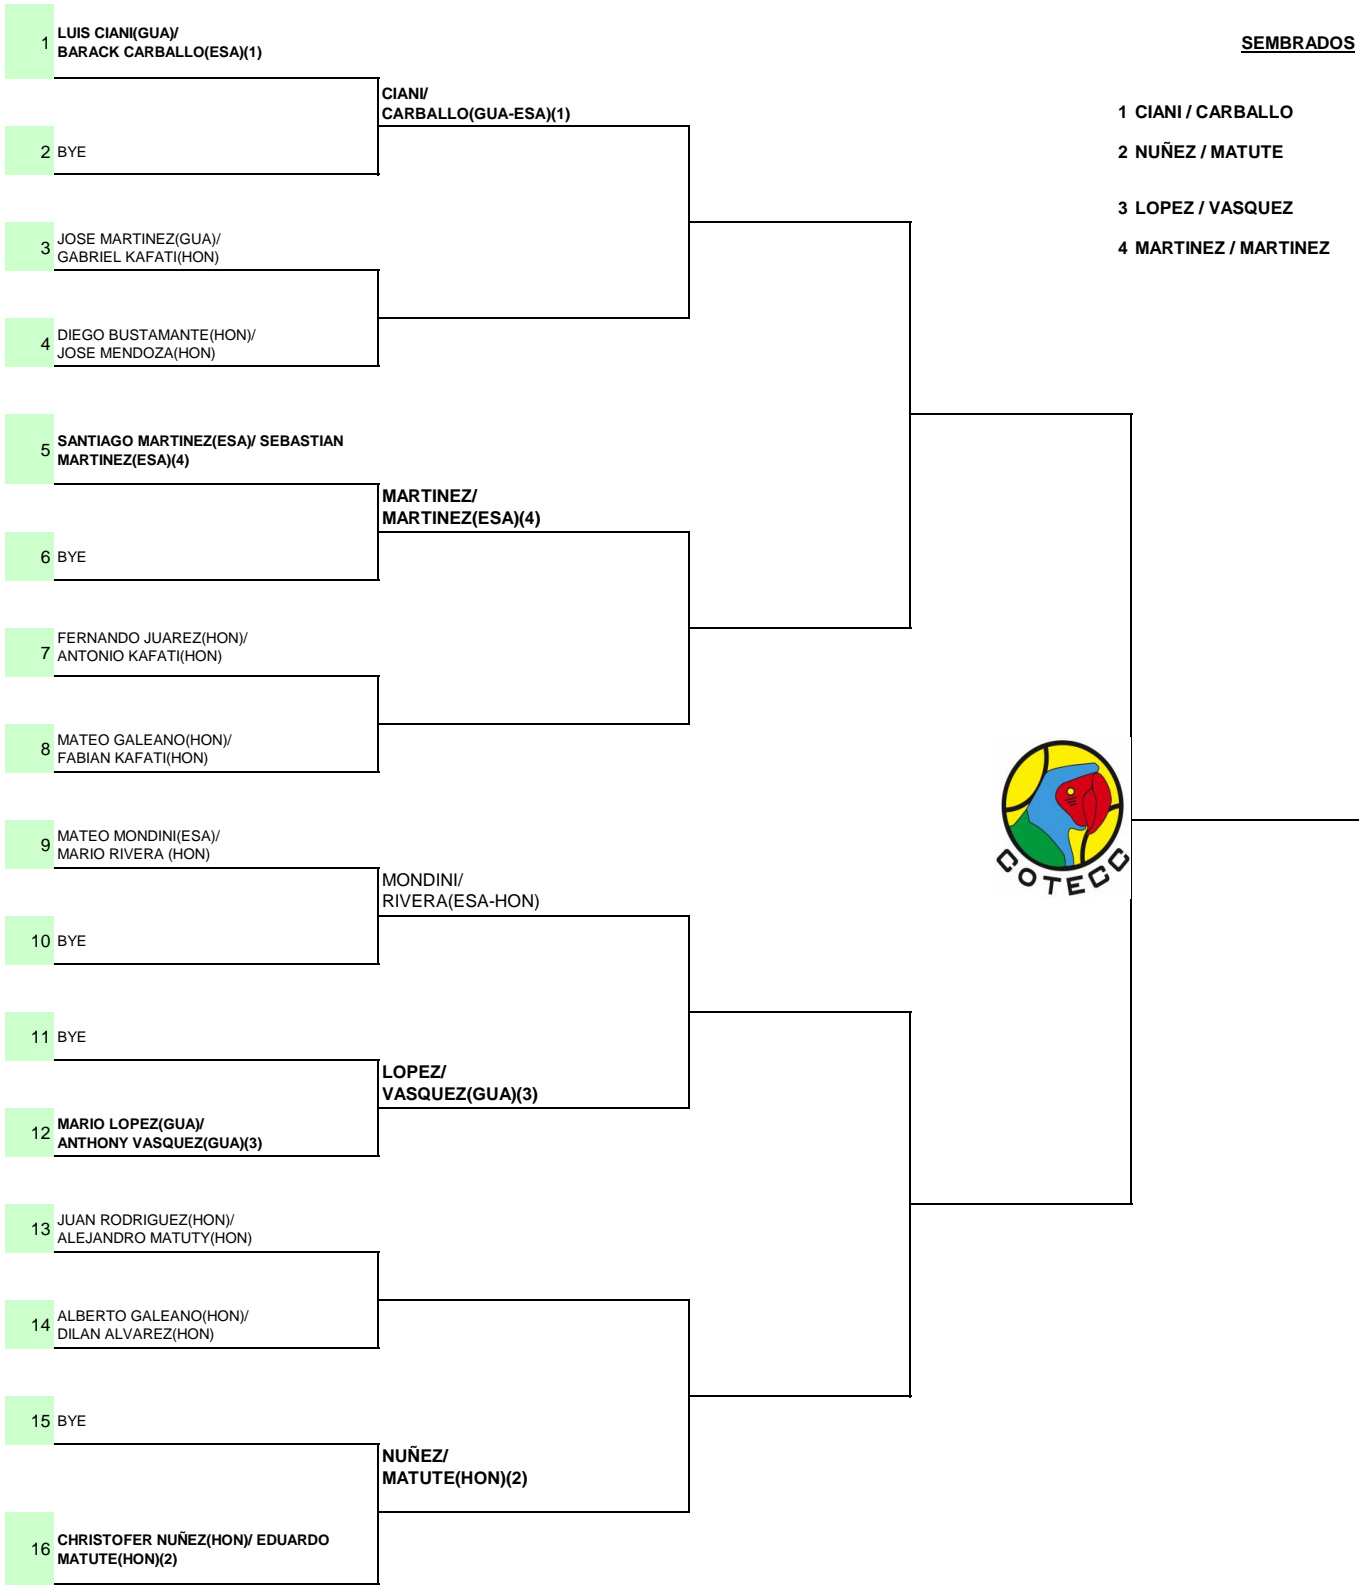 1 LUIS CIANI(GUA)/
BARACK CARBALLO(ESA)(1)
SEMBRADOS
CIANI/
CARBALLO(GUA-ESA)(1)
1 CIANI / CARBALLO
2 BYE
2 NUÑEZ / MATUTE
3 LOPEZ / VASQUEZ
3 JOSE MARTINEZ(GUA)/
GABRIEL KAFATI(HON)
4 MARTINEZ / MARTINEZ
4 DIEGO BUSTAMANTE(HON)/
JOSE MENDOZA(HON)
5 SANTIAGO MARTINEZ(ESA)/ SEBASTIAN
MARTINEZ(ESA)(4)
MARTINEZ/
MARTINEZ(ESA)(4)
6 BYE
7 FERNANDO JUAREZ(HON)/
ANTONIO KAFATI(HON)
8 MATEO GALEANO(HON)/
FABIAN KAFATI(HON)
COTECC
9 MATEO MONDINI(ESA)/
MARIO RIVERA (HON)
MONDINI/
RIVERA(ESA-HON)
10 BYE
11 BYE
LOPEZ/
VASQUEZ(GUA)(3)
12 MARIO LOPEZ(GUA)/
ANTHONY VASQUEZ(GUA)(3)
13 JUAN RODRIGUEZ(HON)/
ALEJANDRO MATUTY(HON)
14 ALBERTO GALEANO(HON)/
DILAN ALVAREZ(HON)
15 BYE
NUÑEZ/
MATUTE(HON)(2)
16 CHRISTOFER NUÑEZ(HON)/ EDUARDO
MATUTE(HON)(2)